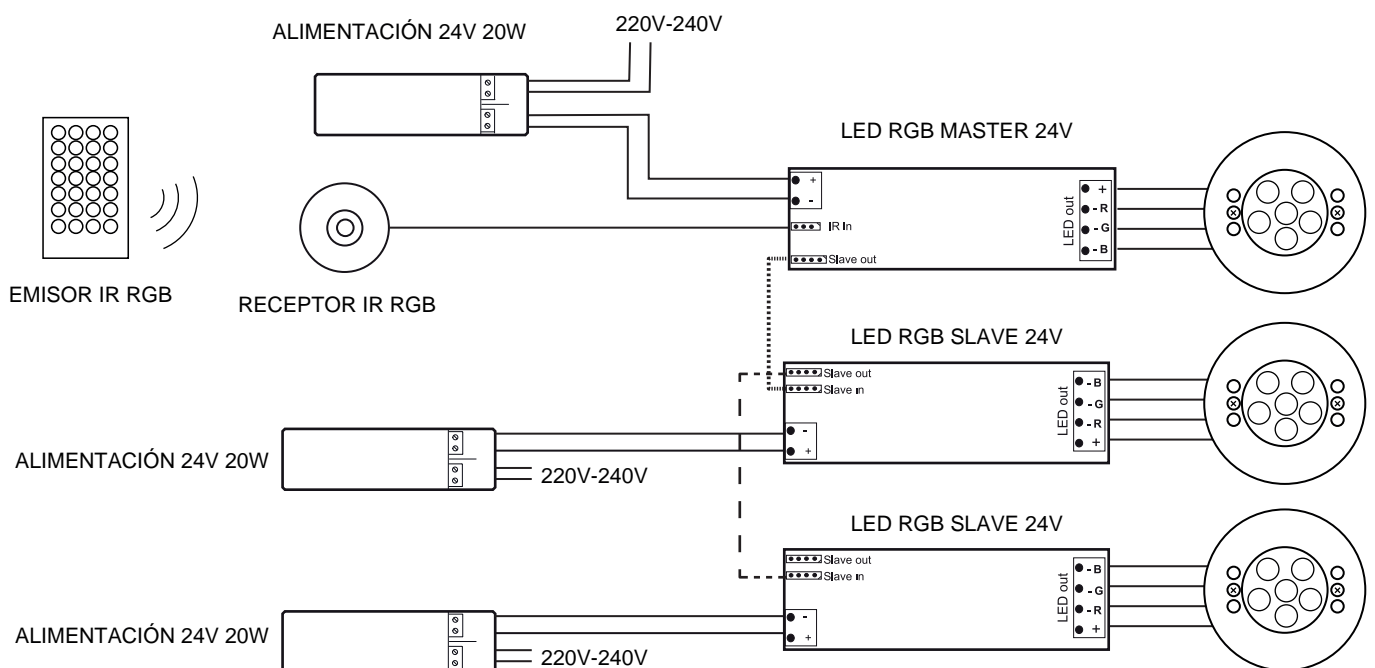 ALIMENTACIÓN 24V 20W
220V-240V
LED RGB MASTER 24V
+
-
IR In
Slave out
LED out
+
- R
- G
- B
EMISOR IR RGB
RECEPTOR IR RGB
LED RGB SLAVE 24V
Slave out
Slave in
-
+
LED out
- B
- G
- R
+
ALIMENTACIÓN 24V 20W
220V-240V
LED RGB SLAVE 24V
Slave out
Slave in
-
+
LED out
- B
- G
- R
+
ALIMENTACIÓN 24V 20W
220V-240V